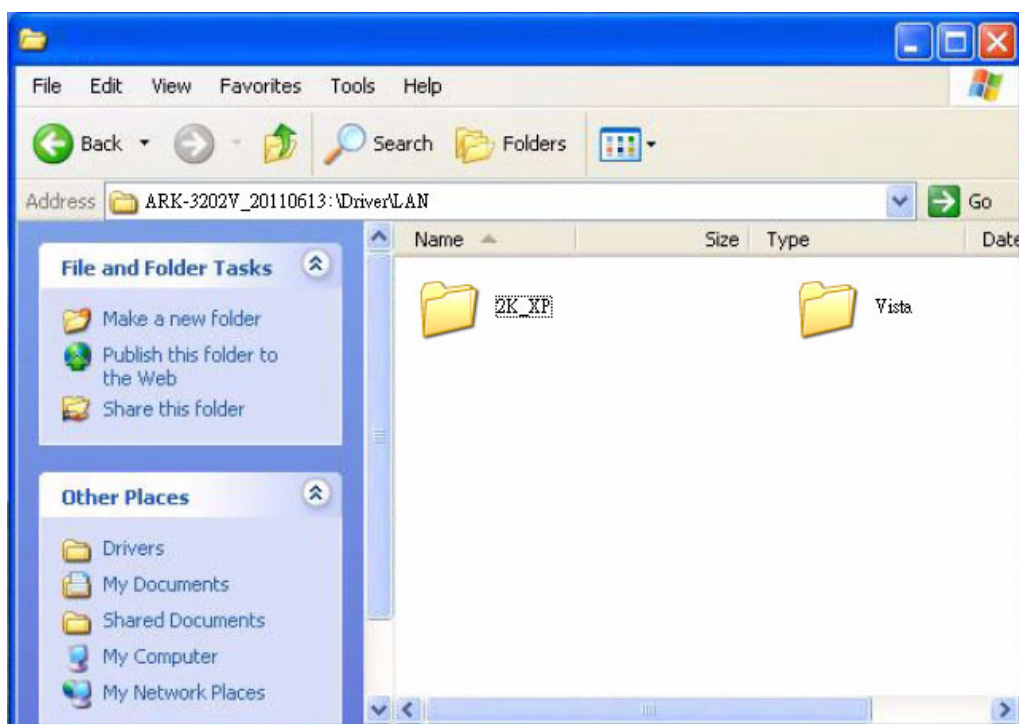 File Edit View Favorites Tools Help
Back Search Folders
Address ARK-3202V_20110613:\Driver\LAN Go
Name Size Type Date
File and Folder Tasks
Make a new folder
Publish this folder to
the Web
Share this folder
Other Places
Drivers
My Documents
Shared Documents
My Computer
My Network Places
2K_XP Vista